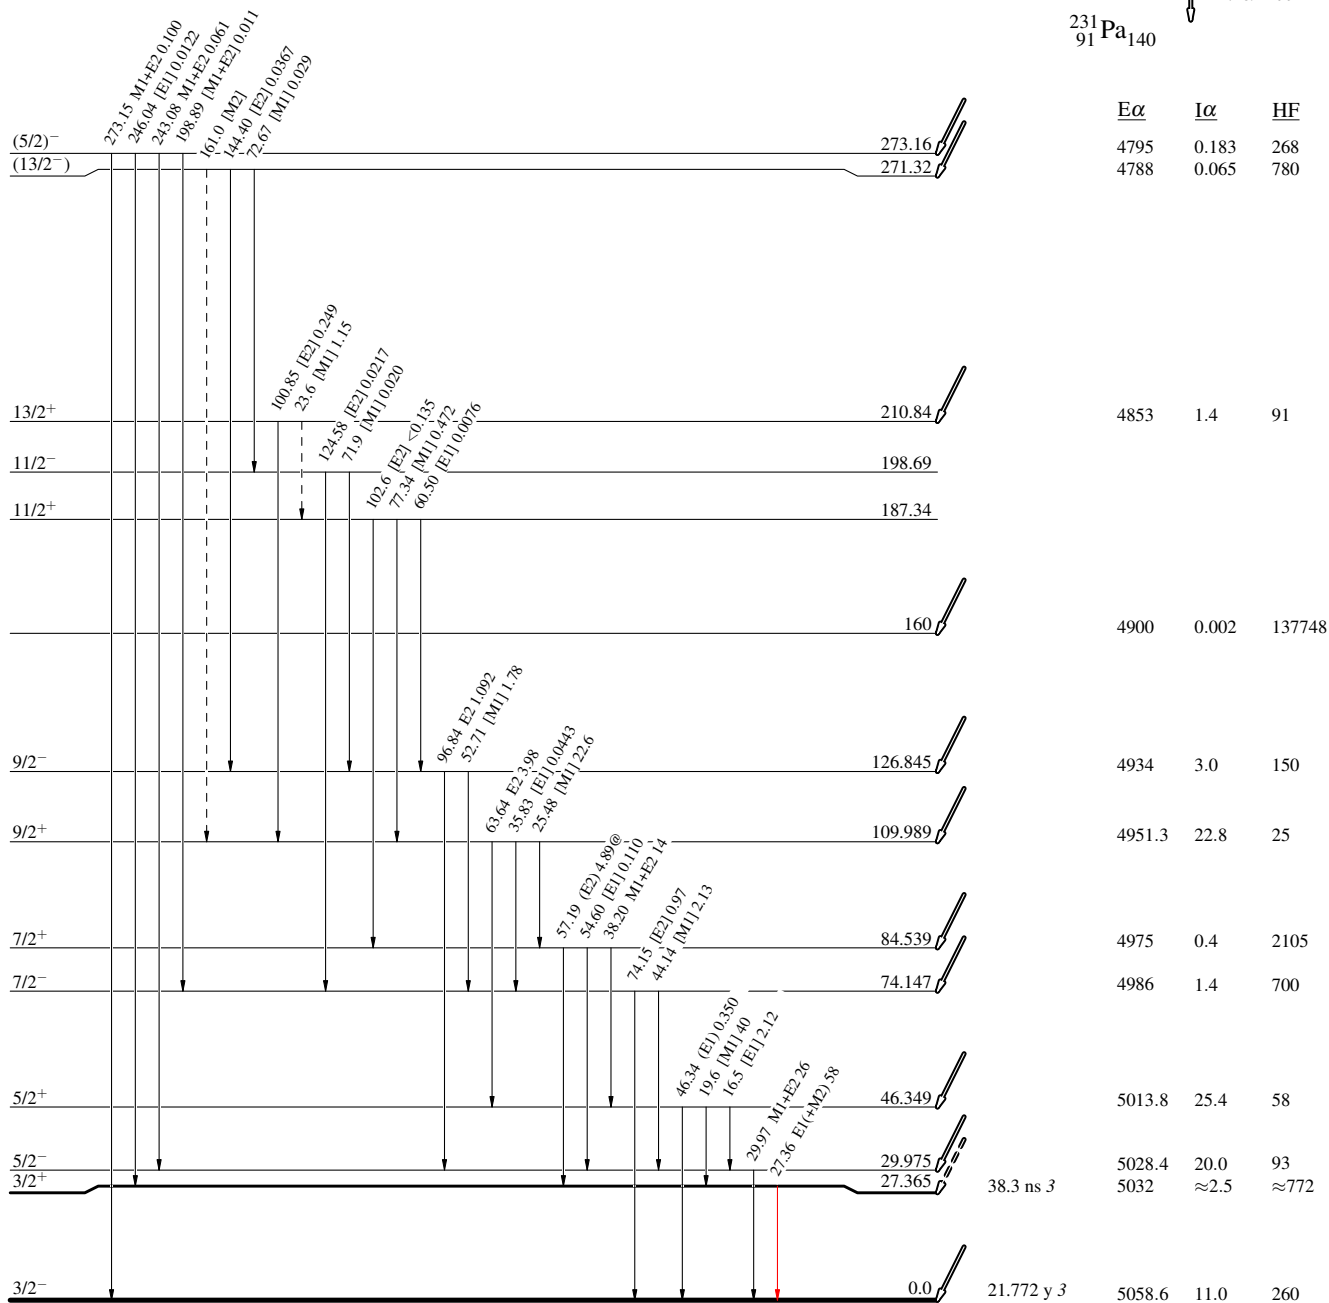 231
91 Pa 140
Eα Iα HF
273.15 M1+E2 0.100
246.04 [E1] 0.0122
243.08 M1+E2 0.061
198.89 [M1+E2] 0.011
161.0 [M2]
144.40 [E2] 0.0367
72.67 [M1] 0.029
(5/2)− 273.16 4795 0.183 268
(13/2−) 271.32 4788 0.065 780
100.85 [E2] 0.249
23.6 [M1] 1.15
13/2+ 210.84 4853 1.4 91
124.58 [E2] 0.0217
71.9 [M1] 0.020
11/2− 198.69
102.6 [E2] <0.135
77.34 [M1] 0.472
60.50 [E1] 0.0076
11/2+ 187.34
160 4900 0.002 137748
96.84 E2 1.092
52.71 [M1] 1.78
9/2− 126.845 4934 3.0 150
63.64 E2 3.98
35.83 [E1] 0.0443
25.48 [M1] 22.6
9/2+ 109.989 4951.3 22.8 25
57.19 (E2) 4.89@
54.60 [E1] 0.110
38.20 M1+E2 14
7/2+ 84.539 4975 0.4 2105
74.15 [E2] 0.97
44.14 [M1] 2.13
7/2− 74.147 4986 1.4 700
46.34 (E1) 0.350
19.6 [M1] 40
16.5 [E1] 2.12
5/2+ 46.349 5013.8 25.4 58
29.97 M1+E2 26
5/2− 29.975 5028.4 20.0 93
27.36 E1(+M2) 58
3/2+ 27.365 38.3 ns 3 5032 ≈2.5 ≈772
3/2− 0.0 21.772 y 3 5058.6 11.0 260